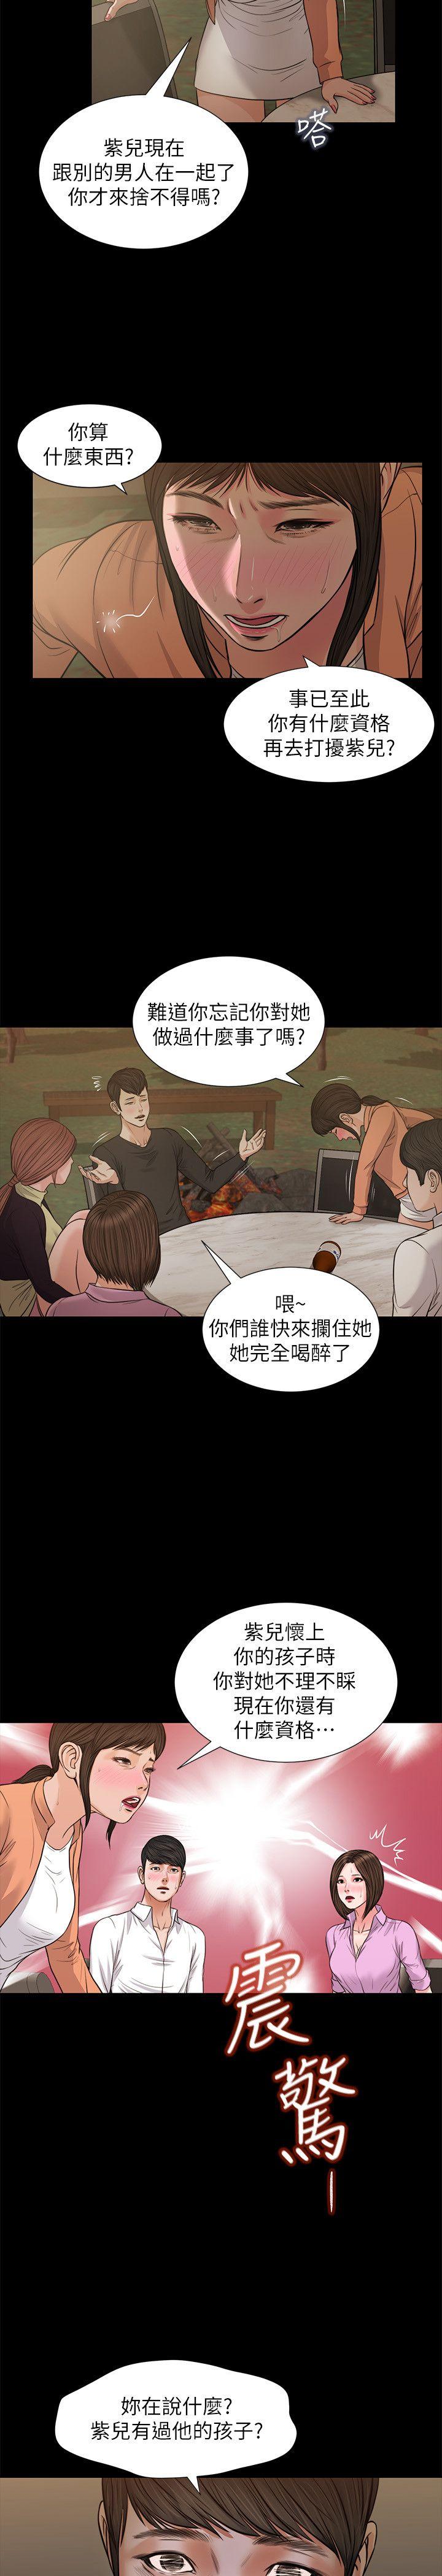 嗒
紫兒現在
跟別的男人在一起了
你才來捨不得嗎?
你算
什麼東西?
事已至此
你有什麼資格
再去打擾紫兒?
難道你忘記你對她
做過什麼事了嗎?
喂~
你們誰快來攔住她
她完全喝醉了
紫兒懷上
你的孩子時
你對她不理不睬
現在你還有
什麼資格…
震
驚
妳在說什麼?
紫兒有過他的孩子?